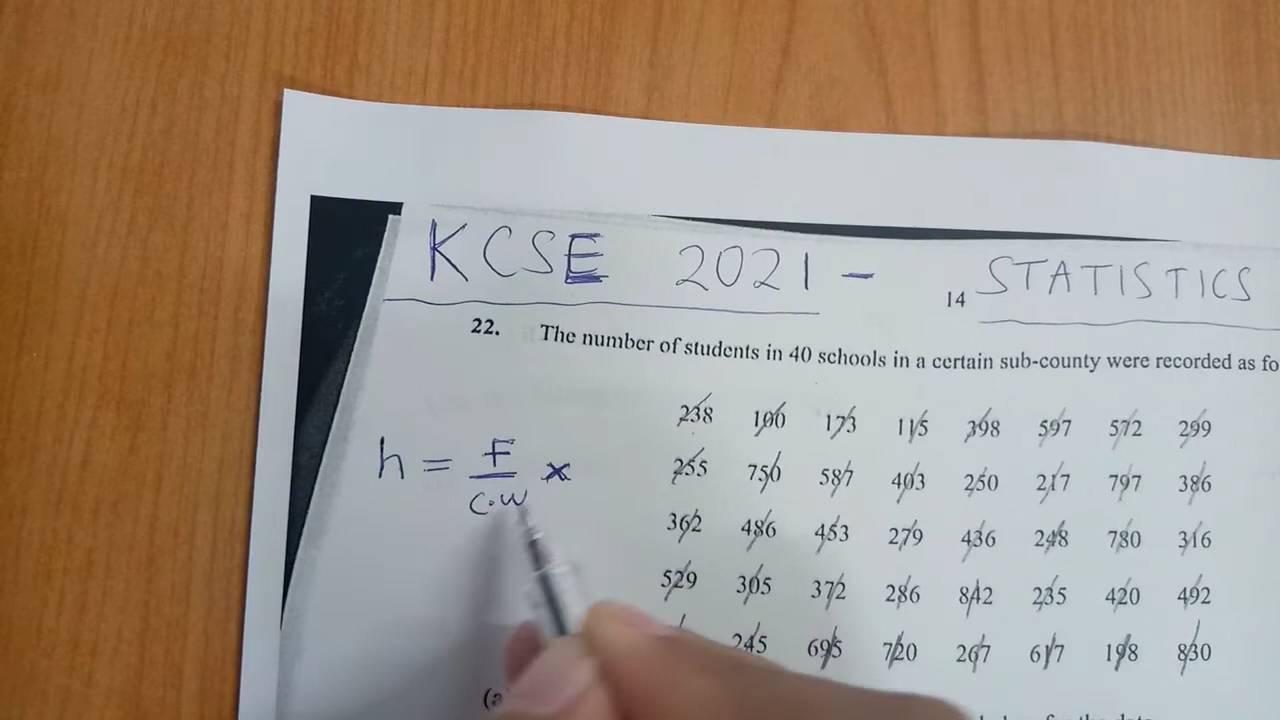 KCSE 2021 - 14 STATISTICS
22. The number of students in 40 schools in a certain sub-county were recorded as fo
238 100 173 115 398 597 572 299
h = F/C·W ×
255 750 587 403 250 217 797 386
362 486 453 279 436 248 780 316
529 305 372 286 842 235 420 492
245 695 720 267 617 198 830
(a)
for the data